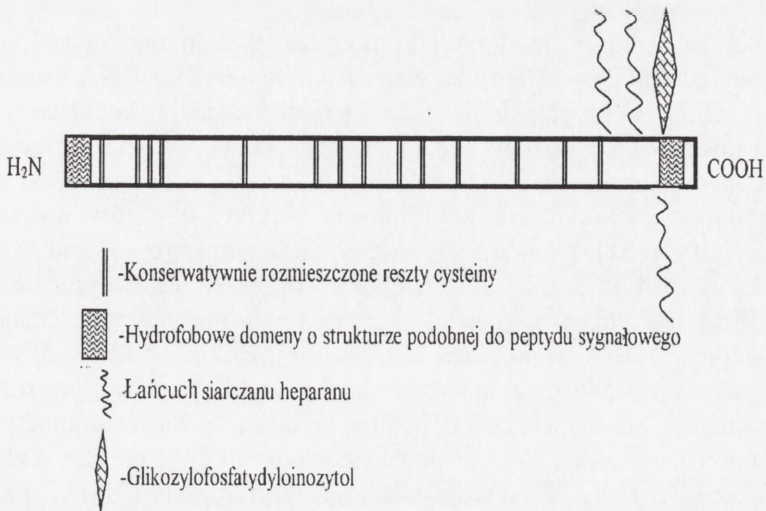 H₂N COOH
-Konserwatywnie rozmieszczone reszty cysteiny
-Hydrofobowe domeny o strukturze podobnej do peptydu sygnałowego
-Łańcuch siarczanu heparanu
-Glikozylofosfatydyloinozytol